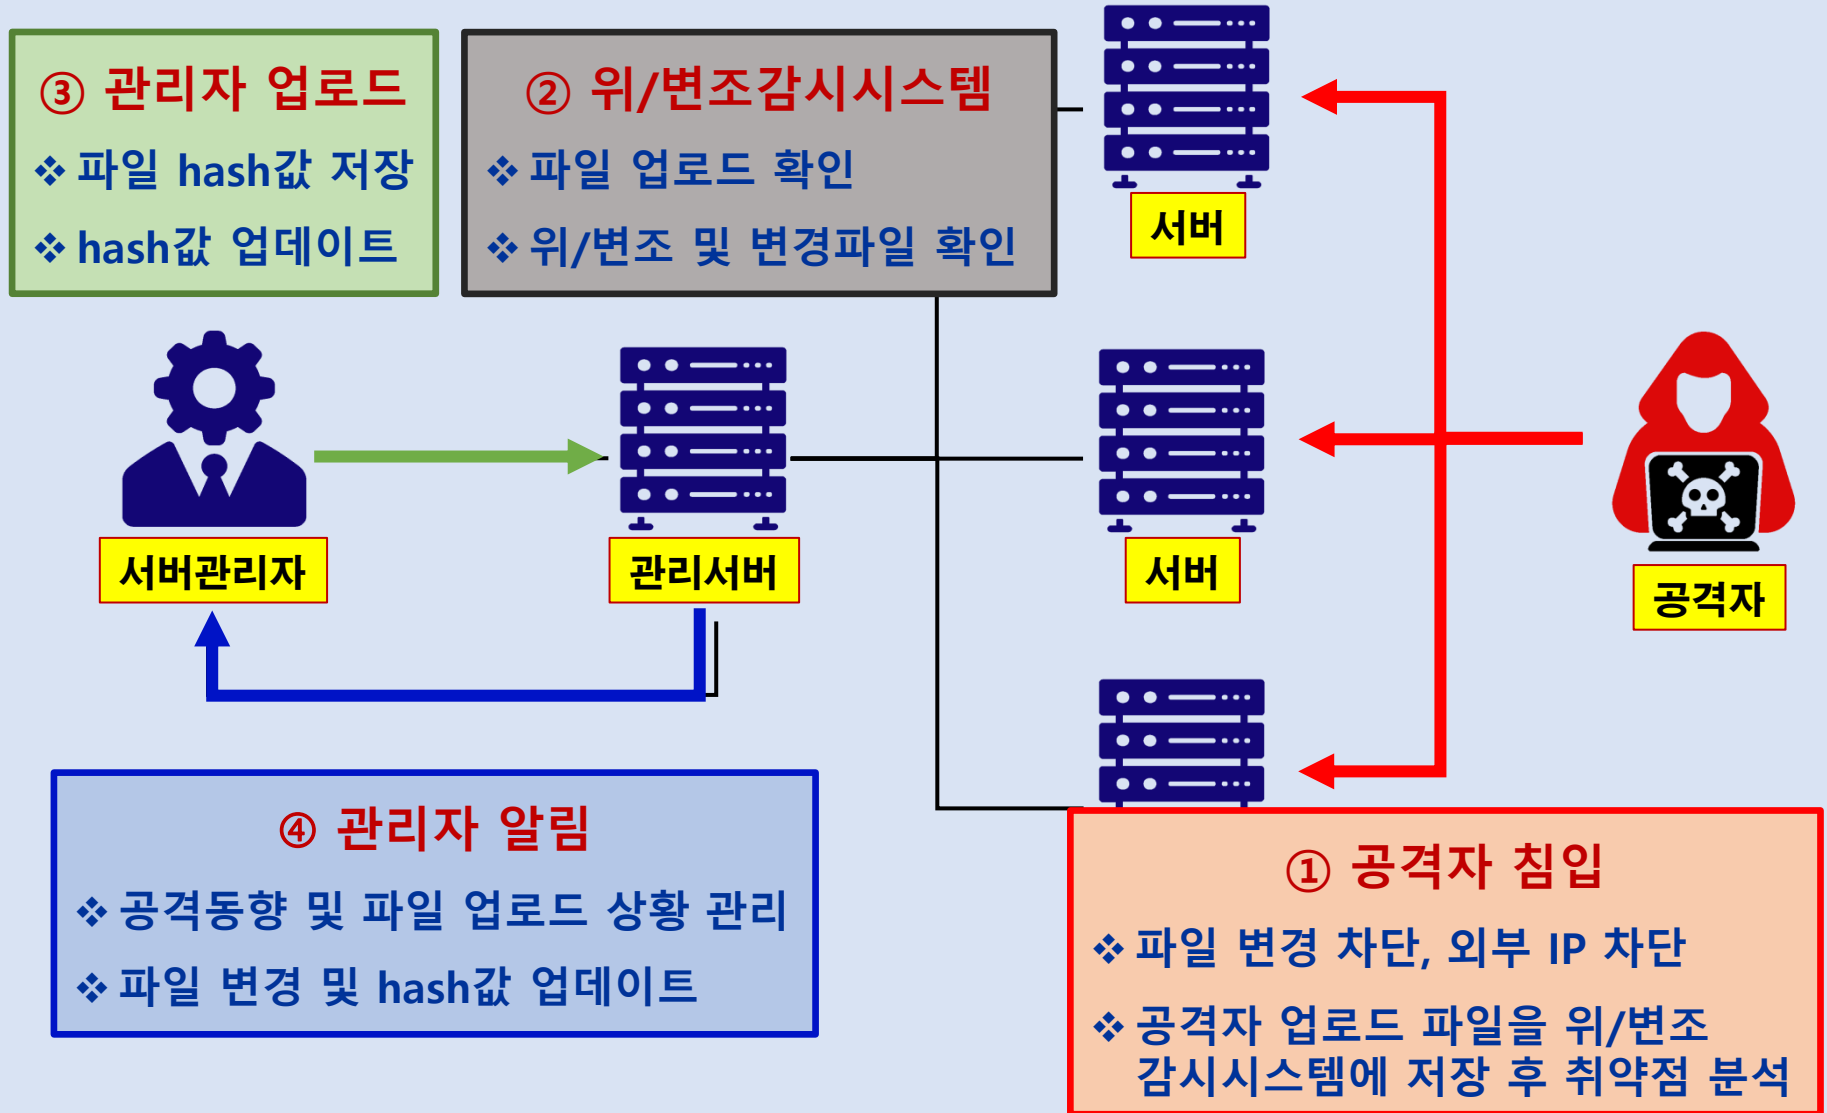 ③ 관리자 업로드
❖ 파일 hash값 저장
❖ hash값 업데이트
② 위/변조감시시스템
❖ 파일 업로드 확인
❖ 위/변조 및 변경파일 확인
서버
서버관리자
관리서버
서버
공격자
④ 관리자 알림
❖ 공격동향 및 파일 업로드 상황 관리
❖ 파일 변경 및 hash값 업데이트
① 공격자 침입
❖ 파일 변경 차단, 외부 IP 차단
❖ 공격자 업로드 파일을 위/변조
감시시스템에 저장 후 취약점 분석